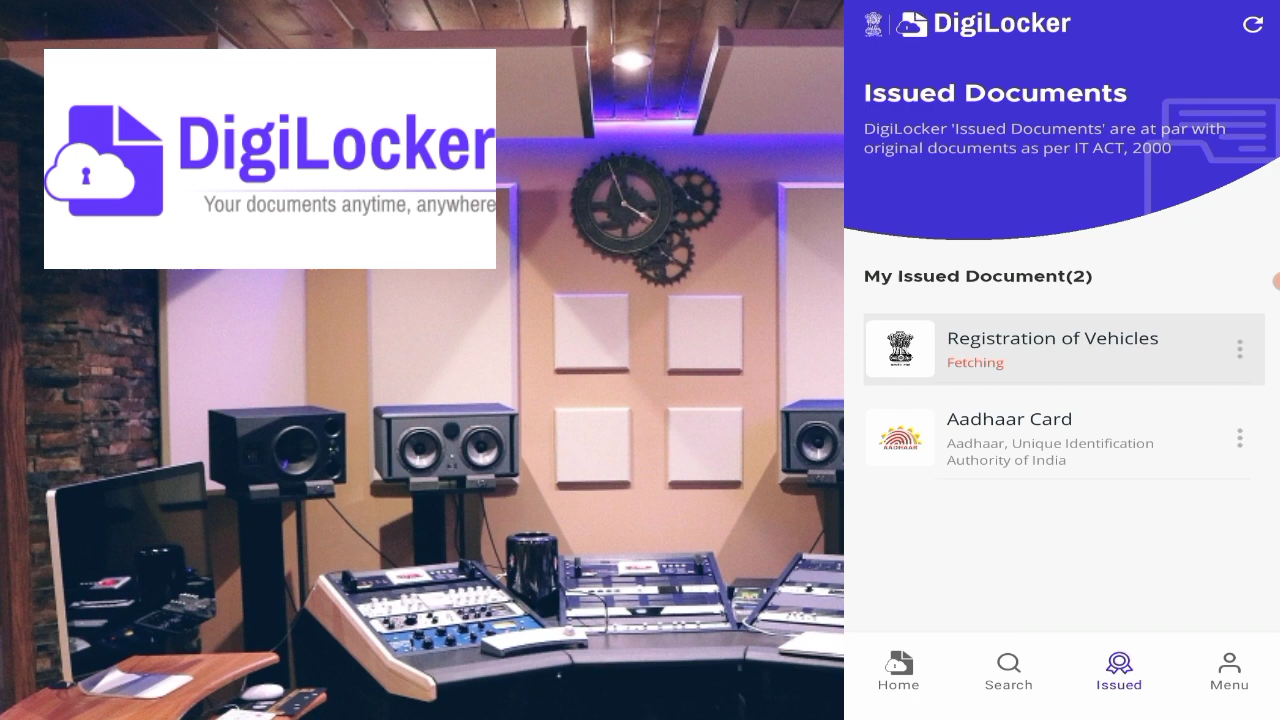 DigiLocker
Your documents anytime, anywhere
DigiLocker
Issued Documents
DigiLocker 'Issued Documents' are at par with
original documents as per IT ACT, 2000
My Issued Document(2)
Registration of Vehicles
Fetching
Aadhaar Card
AADHAAR
Aadhaar, Unique Identification
Authority of India
Home
Search
Issued
Menu